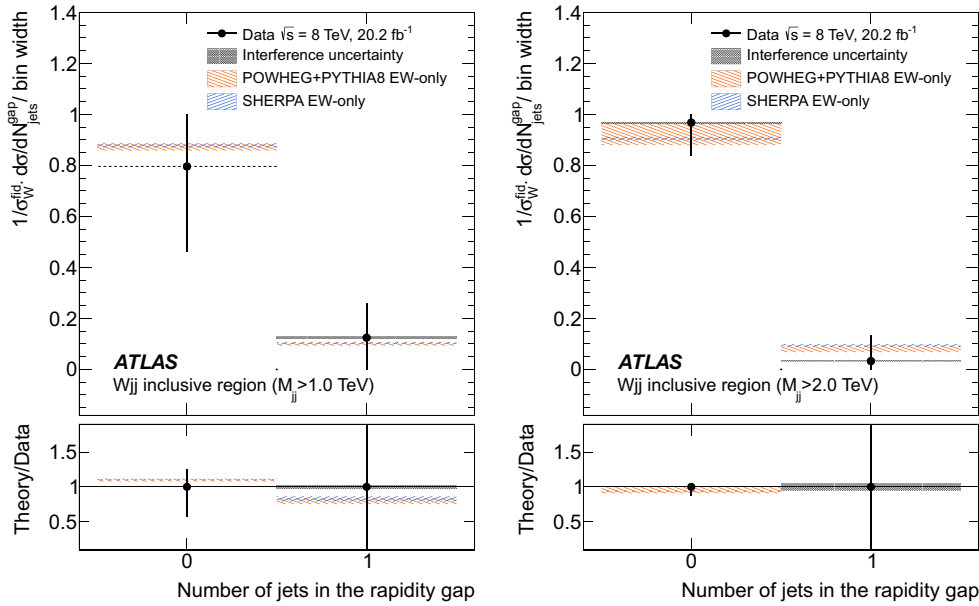 1/σ_W^fid. dσ/dN_jets^gap/ bin width
1.4
1.2
1
0.8
0.6
0.4
0.2
0
Data √s = 8 TeV, 20.2 fb⁻¹
Interference uncertainty
POWHEG+PYTHIA8 EW-only
SHERPA EW-only
ATLAS
Wjj inclusive region (M_jj>1.0 TeV)
Theory/Data
1.5
1
0.5
0 1
Number of jets in the rapidity gap
1/σ_W^fid. dσ/dN_jets^gap/ bin width
1.4
1.2
1
0.8
0.6
0.4
0.2
0
Data √s = 8 TeV, 20.2 fb⁻¹
Interference uncertainty
POWHEG+PYTHIA8 EW-only
SHERPA EW-only
ATLAS
Wjj inclusive region (M_jj>2.0 TeV)
Theory/Data
1.5
1
0.5
0 1
Number of jets in the rapidity gap